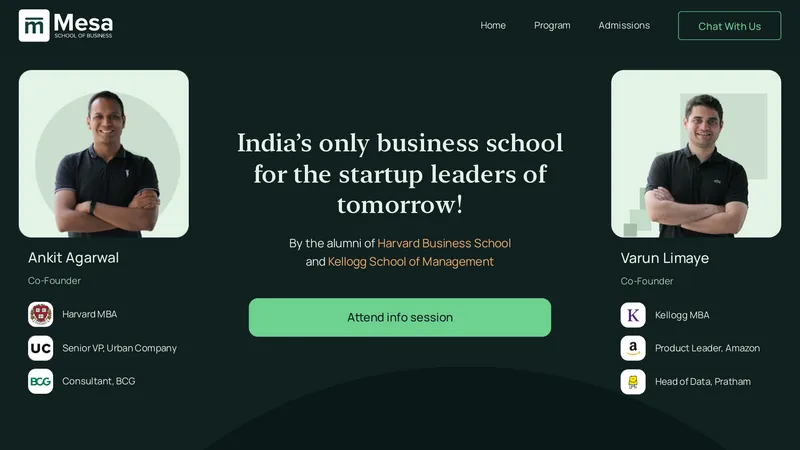 m Mesa
SCHOOL OF BUSINESS
Home
Program
Admissions
Chat With Us
India's only business school
for the startup leaders of
tomorrow!
By the alumni of Harvard Business School
and Kellogg School of Management
Attend info session
Ankit Agarwal
Co-Founder
Harvard MBA
UC Senior VP, Urban Company
BCG Consultant, BCG
Varun Limaye
Co-Founder
K Kellogg MBA
a Product Leader, Amazon
Head of Data, Pratham